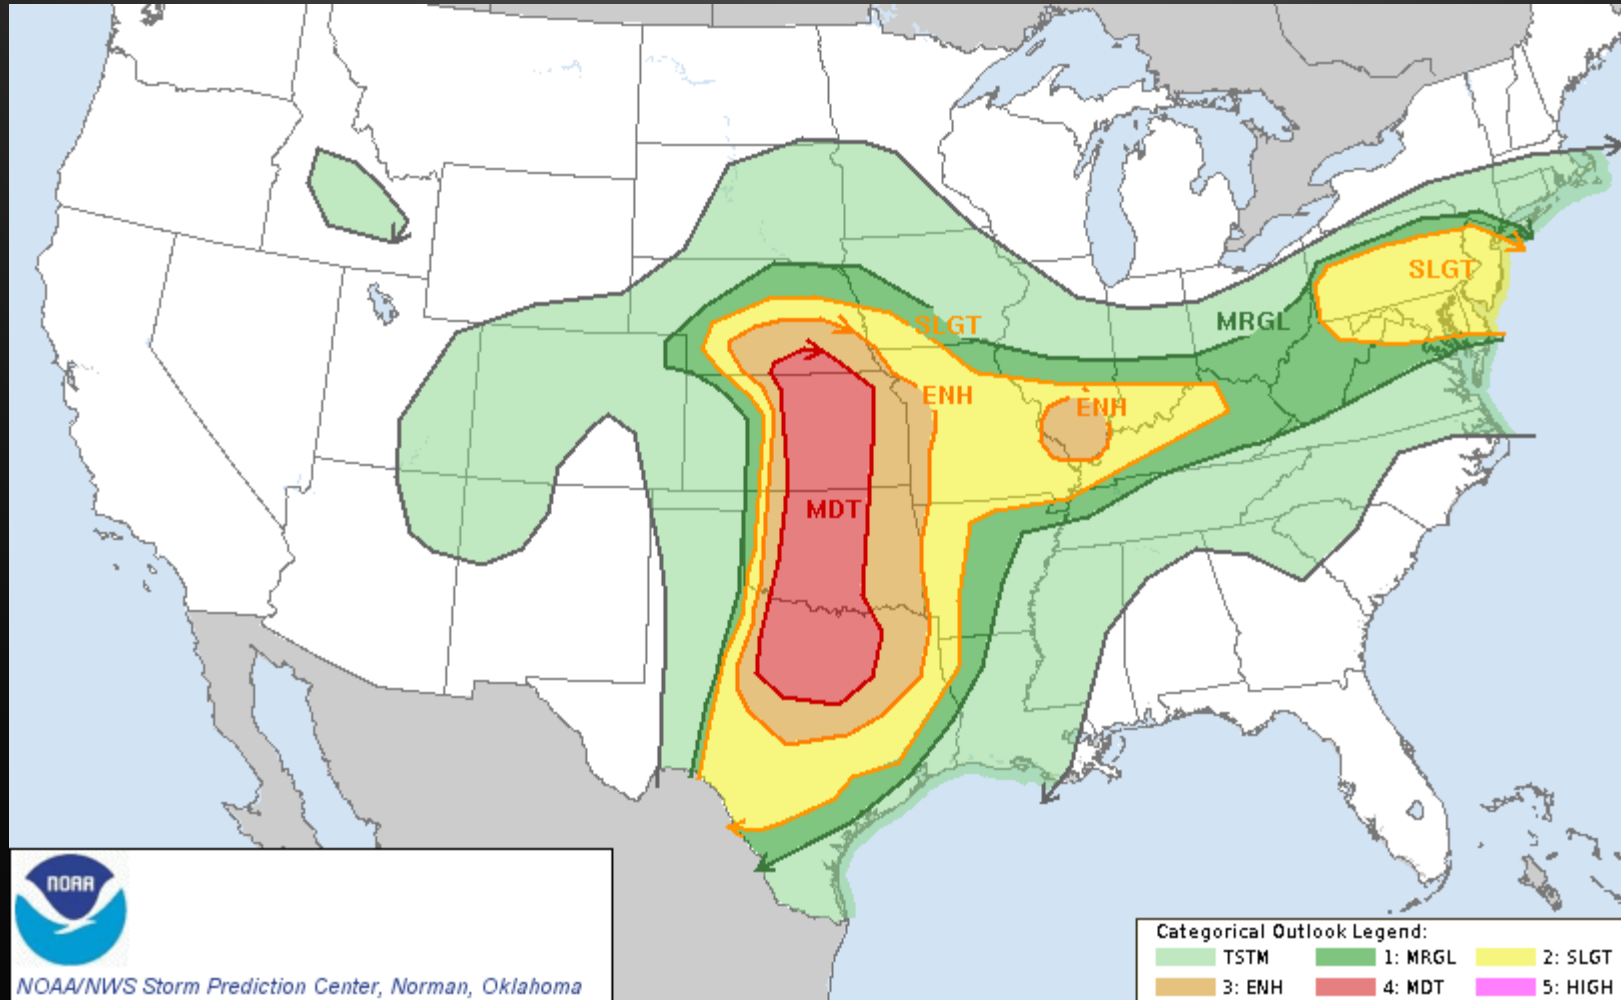 SLGT
MRGL
SLGT
ENH
ENH
MDT
NOAA
NOAA/NWS Storm Prediction Center, Norman, Oklahoma
Categorical Outlook Legend:
TSTM 1: MRGL 2: SLGT
3: ENH 4: MDT 5: HIGH